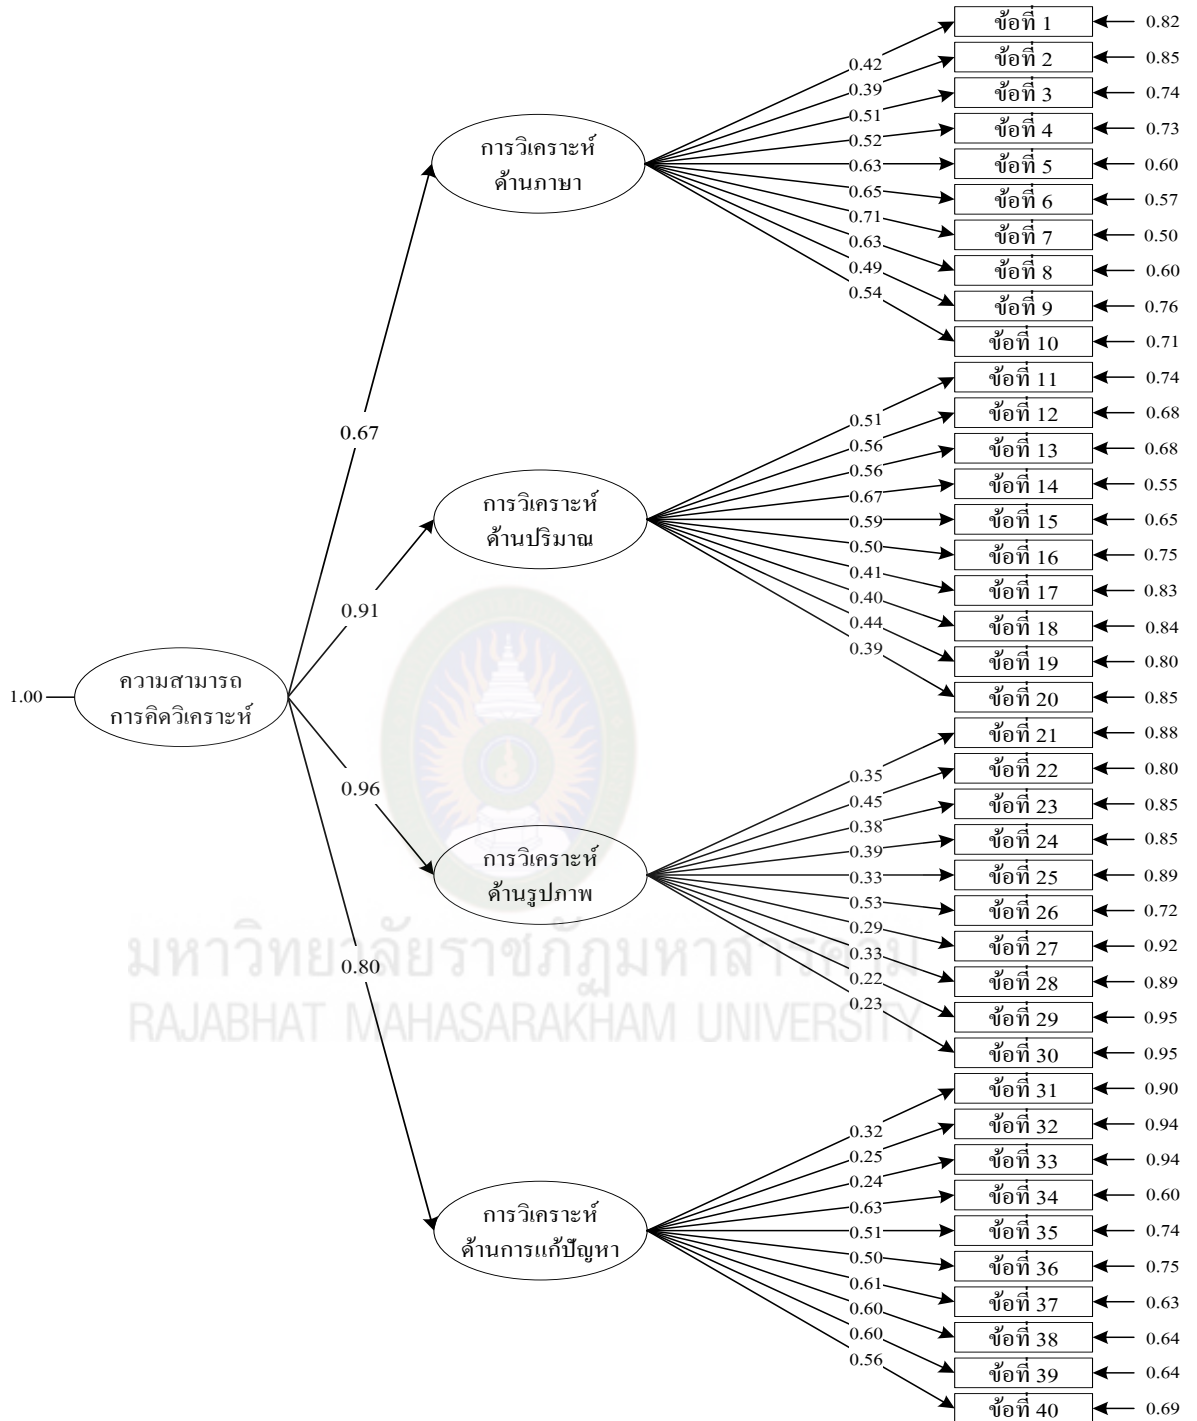 ข้อที่ 1 0.82
0.42 ข้อที่ 2 0.85
0.39 ข้อที่ 3 0.74
0.51 ข้อที่ 4 0.73
0.52
การวิเคราะห์
ด้านภาษา
0.63 ข้อที่ 5 0.60
0.65 ข้อที่ 6 0.57
0.71 ข้อที่ 7 0.50
0.63 ข้อที่ 8 0.60
0.49 ข้อที่ 9 0.76
0.54 ข้อที่ 10 0.71
ข้อที่ 11 0.74
0.67
0.51 ข้อที่ 12 0.68
0.56 ข้อที่ 13 0.68
0.56 ข้อที่ 14 0.55
0.67
การวิเคราะห์
ด้านปริมาณ
0.59 ข้อที่ 15 0.65
0.50 ข้อที่ 16 0.75
0.41 ข้อที่ 17 0.83
0.40 ข้อที่ 18 0.84
0.44 ข้อที่ 19 0.80
0.39 ข้อที่ 20 0.85
0.91
1.00
ความสามารถ
การคิดวิเคราะห์
ข้อที่ 21 0.88
0.35 ข้อที่ 22 0.80
0.45 ข้อที่ 23 0.85
0.38 ข้อที่ 24 0.85
0.39
0.96
การวิเคราะห์
ด้านรูปภาพ
0.33 ข้อที่ 25 0.89
0.53 ข้อที่ 26 0.72
0.29 ข้อที่ 27 0.92
0.33 ข้อที่ 28 0.89
0.22 ข้อที่ 29 0.95
0.23 ข้อที่ 30 0.95
มหาวิทยาลัยราชภัฏมหาสารคาม
RAJABHAT MAHASARAKHAM UNIVERSITY
0.80
ข้อที่ 31 0.90
0.32 ข้อที่ 32 0.94
0.25 ข้อที่ 33 0.94
0.24 ข้อที่ 34 0.60
0.63
การวิเคราะห์
ด้านการแก้ปัญหา
0.51 ข้อที่ 35 0.74
0.50 ข้อที่ 36 0.75
0.61 ข้อที่ 37 0.63
0.60 ข้อที่ 38 0.64
0.60 ข้อที่ 39 0.64
0.56 ข้อที่ 40 0.69